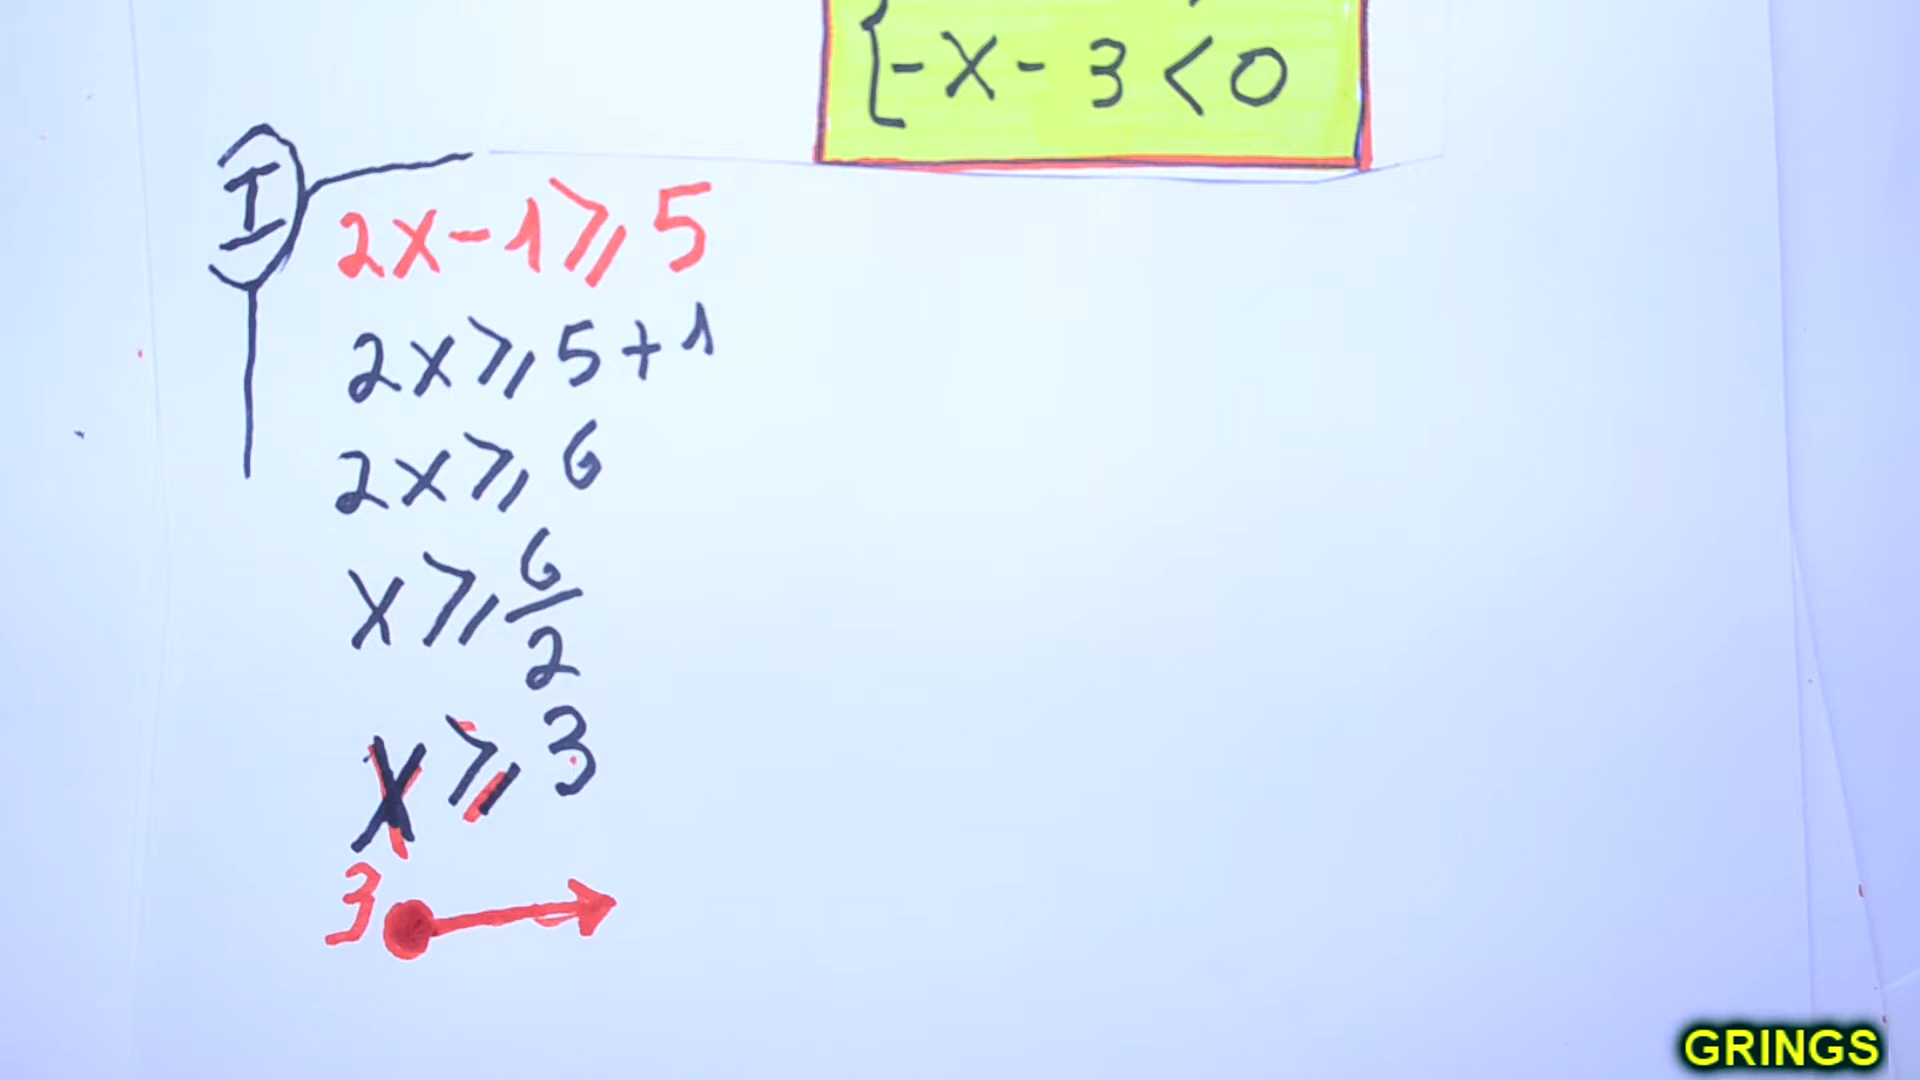 {-x - 3 < 0
I
2x - 1 ⩾ 5
2x ⩾ 5 + 1
2x ⩾ 6
x ⩾ 6/2
x ⩾ 3
3
GRINGS